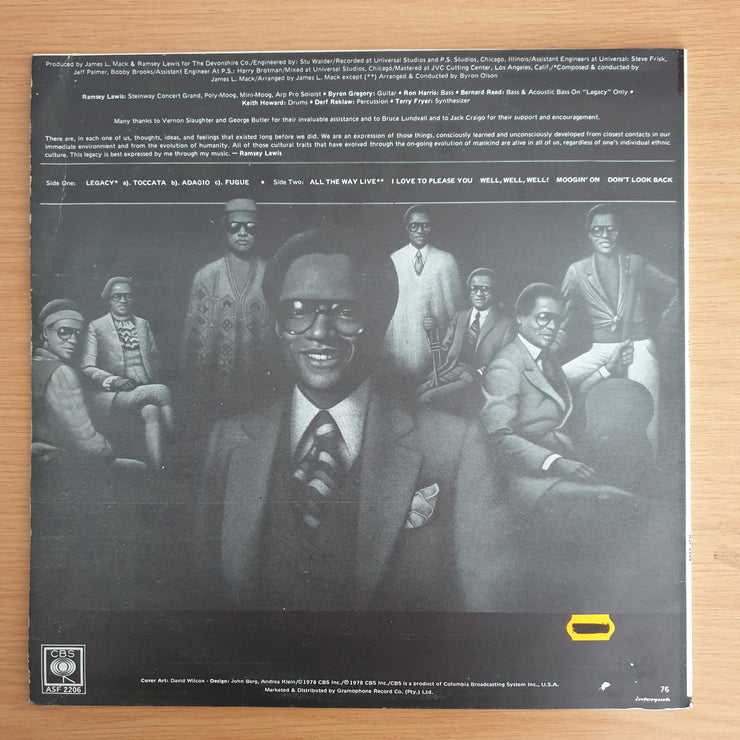 Produced by James L. Mack & Ramsey Lewis for The Devonshire Co./Engineered by: Stu Walder/Recorded at Universal Studios and P.S. Studios, Chicago, Illinois/Assistant Engineers at Universal: Steve Frisk,
Jeff Palmer, Bobby Brooks/Assistant Engineer At P.S.: Harry Brotman/Mixed at Universal Studios, Chicago/Mastered at JVC Cutting Center, Los Angeles, Calif./*Composed & conducted by
James L. Mack/Arranged by James L. Mack except (**) Arranged & Conducted by Byron Olson
Ramsey Lewis: Steinway Concert Grand, Poly-Moog, Mini-Moog, Arp Pro Soloist • Byron Gregory: Guitar • Ron Harris: Bass • Bernard Reed: Bass & Acoustic Bass On "Legacy" Only •
Keith Howard: Drums • Derf Reklaw: Percussion • Terry Fryer: Synthesizer
Many thanks to Vernon Slaughter and George Butler for their invaluable assistance and to Bruce Lundvall and to Jack Craigo for their support and encouragement.
There are, in each one of us, thoughts, ideas, and feelings that existed long before we did. We are an expression of those things, consciously learned and unconsciously developed from closest contacts in our
immediate environment and from the evolution of humanity. All of those cultural traits that have evolved through the on-going evolution of mankind are alive in all of us, regardless of one's individual ethnic
culture. This legacy is best expressed by me through my music. — Ramsey Lewis
Side One: LEGACY* a). TOCCATA b). ADAGIO c). FUGUE • Side Two: ALL THE WAY LIVE** I LOVE TO PLEASE YOU WELL, WELL, WELL! MOOGIN' ON DON'T LOOK BACK
CBS
ASF 2206
Cover Art: David Wilcox - Design: John Berg, Andrea Klein/©1978 CBS Inc./℗1978 CBS Inc./CBS is a product of Columbia Broadcasting System Inc., U.S.A.
Marketed & Distributed by Gramophone Record Co. (Pty.) Ltd.
76
interpak